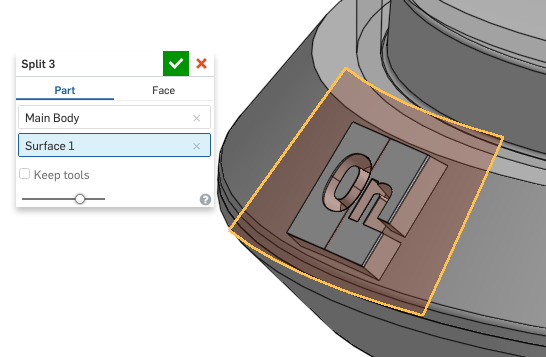 Split 3
Part Face
Main Body
Surface 1
Keep tools
On